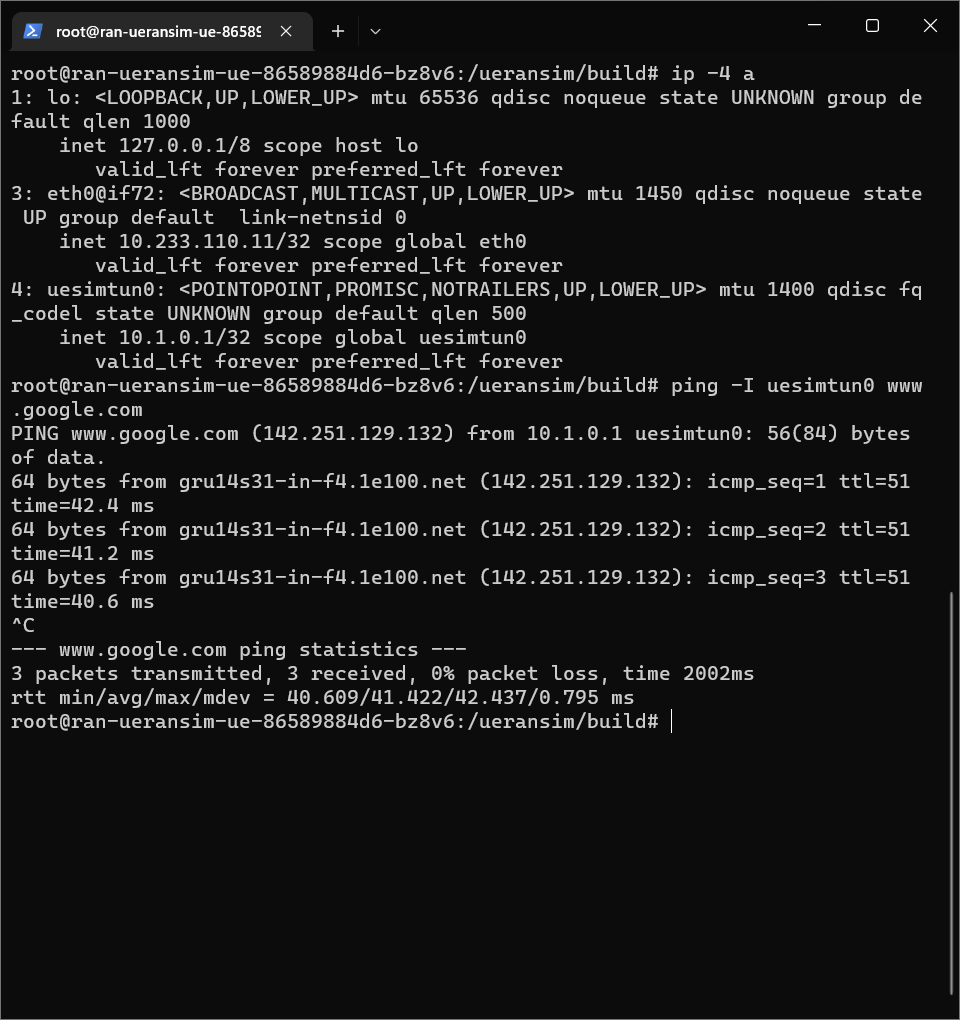 root@ran-ueransim-ue-86589
root@ran-ueransim-ue-86589884d6-bz8v6:/ueransim/build# ip -4 a
1: lo: <LOOPBACK,UP,LOWER_UP> mtu 65536 qdisc noqueue state UNKNOWN group de
fault qlen 1000
    inet 127.0.0.1/8 scope host lo
       valid_lft forever preferred_lft forever
3: eth0@if72: <BROADCAST,MULTICAST,UP,LOWER_UP> mtu 1450 qdisc noqueue state
 UP group default  link-netnsid 0
    inet 10.233.110.11/32 scope global eth0
       valid_lft forever preferred_lft forever
4: uesimtun0: <POINTOPOINT,PROMISC,NOTRAILERS,UP,LOWER_UP> mtu 1400 qdisc fq
_codel state UNKNOWN group default qlen 500
    inet 10.1.0.1/32 scope global uesimtun0
       valid_lft forever preferred_lft forever
root@ran-ueransim-ue-86589884d6-bz8v6:/ueransim/build# ping -I uesimtun0 www
.google.com
PING www.google.com (142.251.129.132) from 10.1.0.1 uesimtun0: 56(84) bytes
of data.
64 bytes from gru14s31-in-f4.1e100.net (142.251.129.132): icmp_seq=1 ttl=51
time=42.4 ms
64 bytes from gru14s31-in-f4.1e100.net (142.251.129.132): icmp_seq=2 ttl=51
time=41.2 ms
64 bytes from gru14s31-in-f4.1e100.net (142.251.129.132): icmp_seq=3 ttl=51
time=40.6 ms
^C
--- www.google.com ping statistics ---
3 packets transmitted, 3 received, 0% packet loss, time 2002ms
rtt min/avg/max/mdev = 40.609/41.422/42.437/0.795 ms
root@ran-ueransim-ue-86589884d6-bz8v6:/ueransim/build#